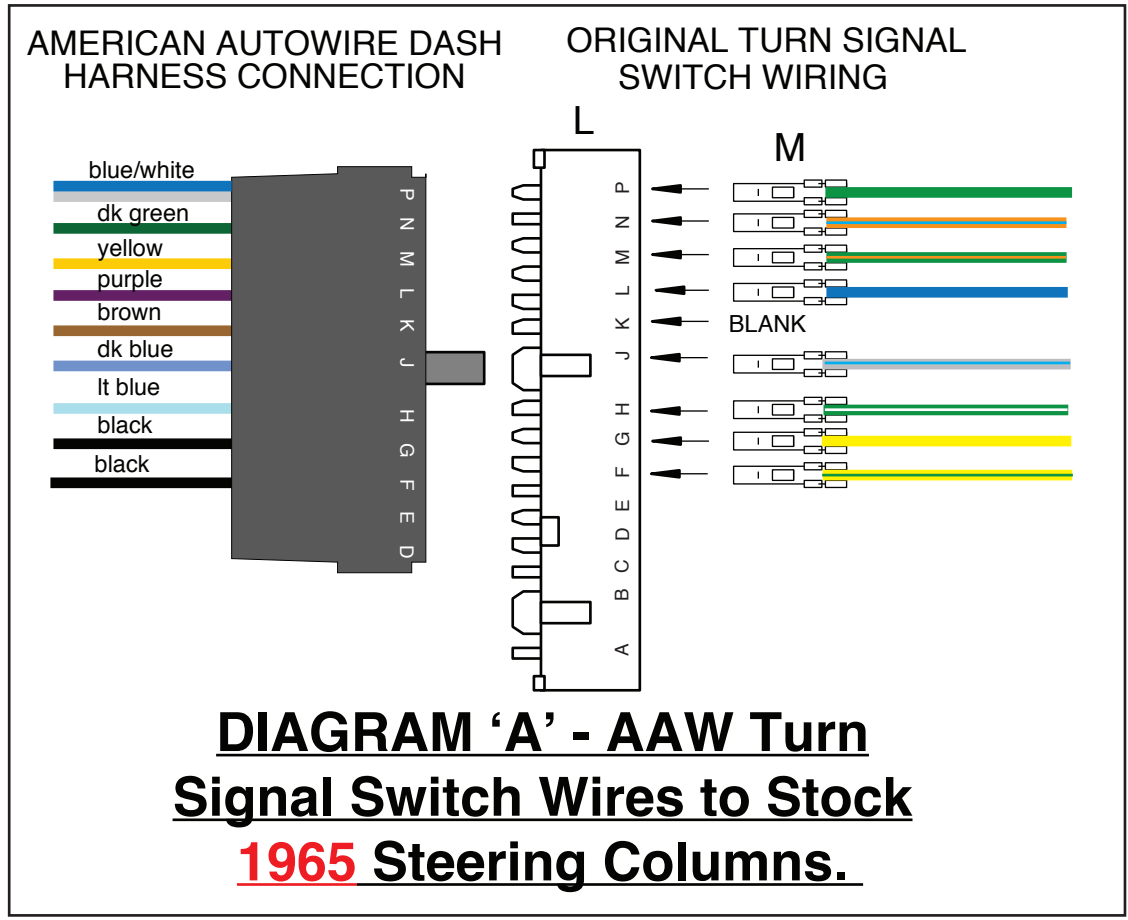 AMERICAN AUTOWIRE DASH
HARNESS CONNECTION
ORIGINAL TURN SIGNAL
SWITCH WIRING
L
M
blue/white
dk green
yellow
purple
brown
dk blue
lt blue
black
black
P
N
M
L
K
J
H
G
F
E
D
P
N
M
L
K
J
H
G
F
E
D
C
B
A
BLANK
DIAGRAM ‘A’ - AAW Turn
Signal Switch Wires to Stock
1965 Steering Columns.